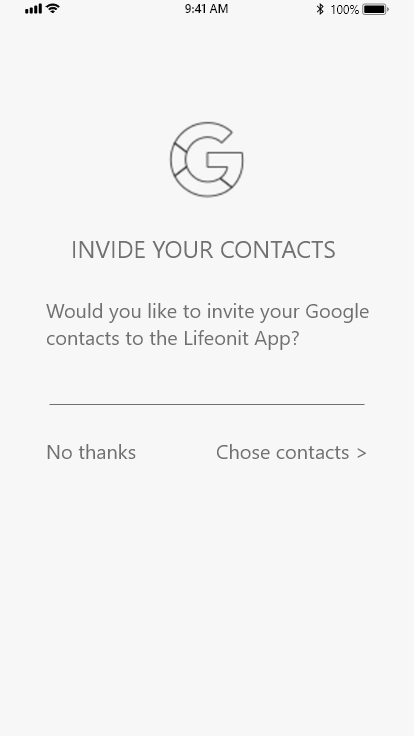 9:41 AM 100%
INVIDE YOUR CONTACTS
Would you like to invite your Google
contacts to the Lifeonit App?
No thanks Chose contacts >